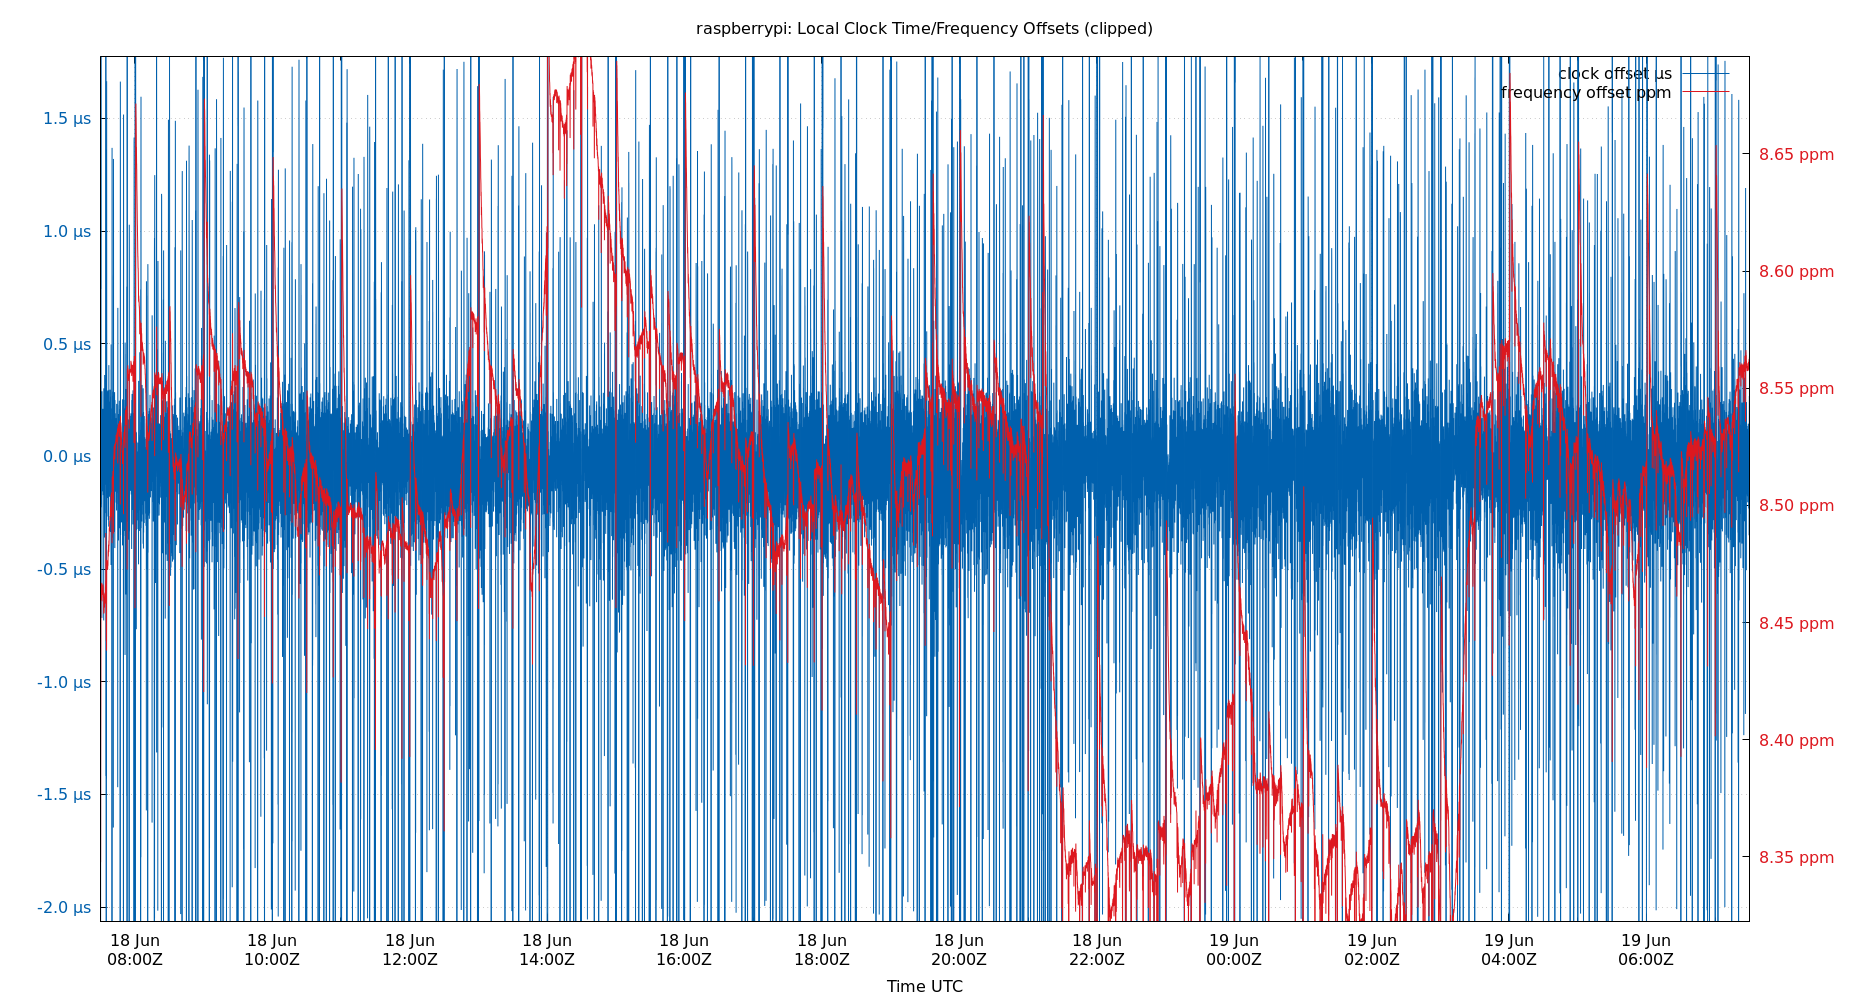 raspberrypi: Local Clock Time/Frequency Offsets (clipped)
clock offset µs
frequency offset ppm
1.5 µs
1.0 µs
0.5 µs
0.0 µs
-0.5 µs
-1.0 µs
-1.5 µs
-2.0 µs
8.65 ppm
8.60 ppm
8.55 ppm
8.50 ppm
8.45 ppm
8.40 ppm
8.35 ppm
18 Jun
08:00Z
18 Jun
10:00Z
18 Jun
12:00Z
18 Jun
14:00Z
18 Jun
16:00Z
18 Jun
18:00Z
18 Jun
20:00Z
18 Jun
22:00Z
19 Jun
00:00Z
19 Jun
02:00Z
19 Jun
04:00Z
19 Jun
06:00Z
Time UTC